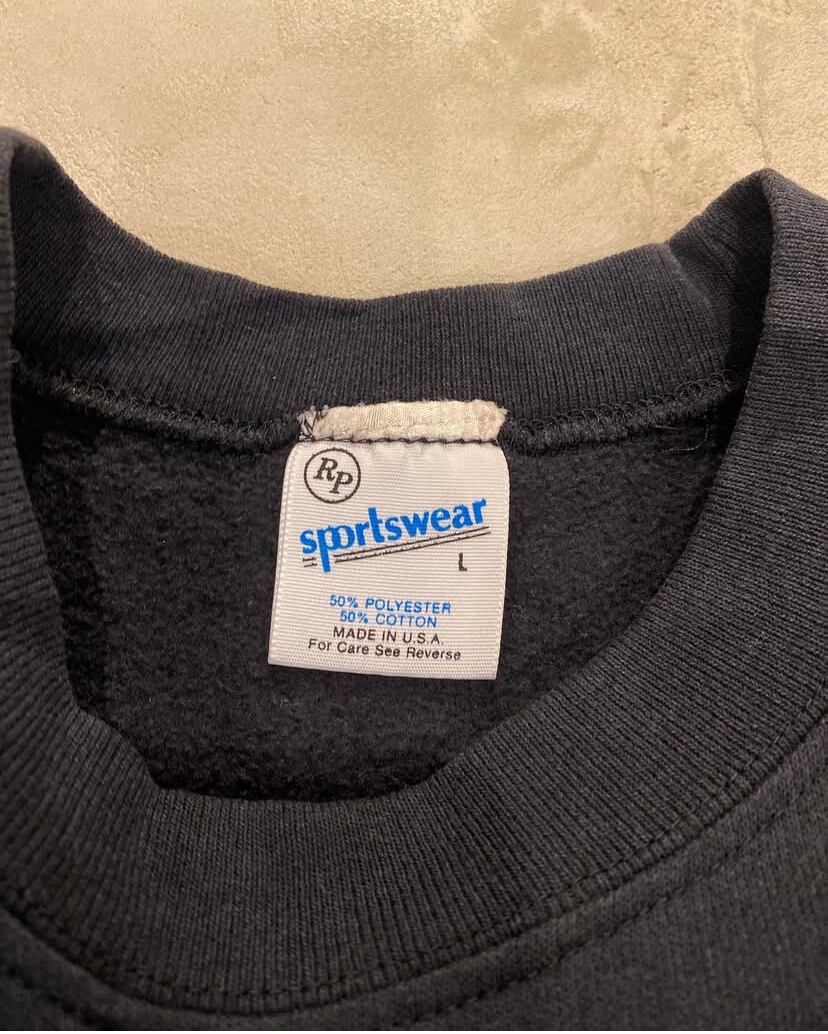 RP
sportswear
L
50% POLYESTER
50% COTTON
MADE IN U.S.A.
For Care See Reverse